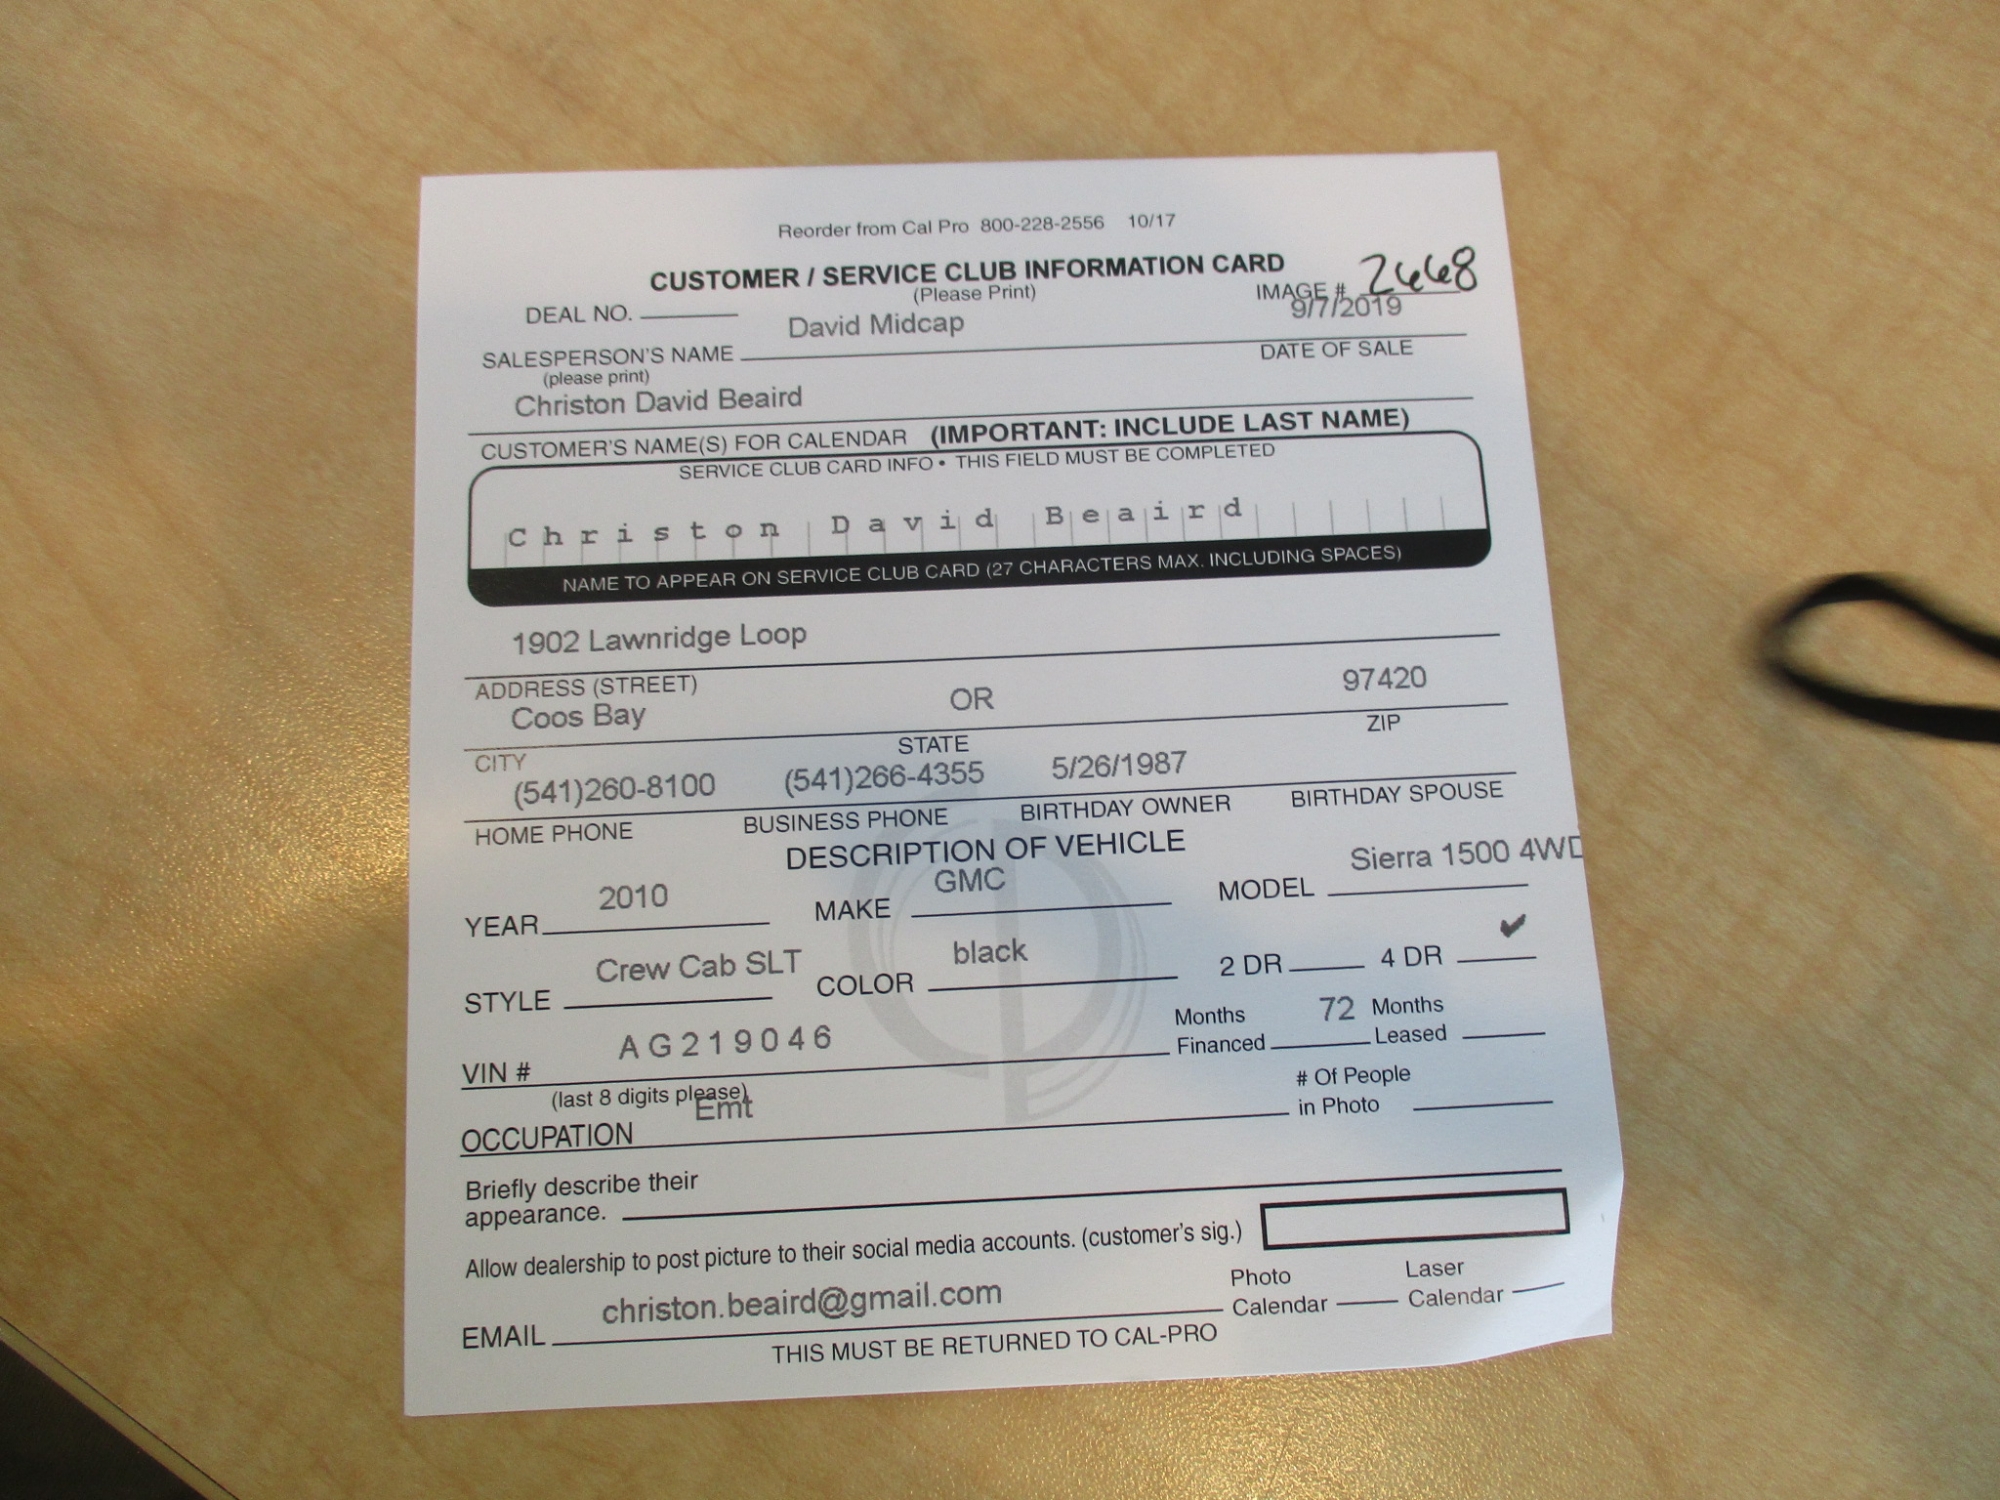 Reorder from Cal Pro 800-228-2556 10/17
CUSTOMER / SERVICE CLUB INFORMATION CARD
(Please Print)
IMAGE # 2668
DEAL NO.
David Midcap
9/7/2019
SALESPERSON'S NAME
DATE OF SALE
(please print)
Christon David Beaird
CUSTOMER'S NAME(S) FOR CALENDAR (IMPORTANT: INCLUDE LAST NAME)
SERVICE CLUB CARD INFO • THIS FIELD MUST BE COMPLETED
Christon David Beaird
NAME TO APPEAR ON SERVICE CLUB CARD (27 CHARACTERS MAX. INCLUDING SPACES)
1902 Lawnridge Loop
ADDRESS (STREET)
Coos Bay OR 97420
CITY STATE ZIP
(541)260-8100 (541)266-4355 5/26/1987
HOME PHONE BUSINESS PHONE BIRTHDAY OWNER BIRTHDAY SPOUSE
DESCRIPTION OF VEHICLE
YEAR 2010 MAKE GMC MODEL Sierra 1500 4WD
STYLE Crew Cab SLT COLOR black 2 DR 4 DR ✔
VIN # AG219046 Months Financed 72 Months Leased
(last 8 digits please)
OCCUPATION Emt # Of People in Photo
Briefly describe their
appearance.
Allow dealership to post picture to their social media accounts. (customer's sig.)
EMAIL christon.beaird@gmail.com Photo Calendar Laser Calendar
THIS MUST BE RETURNED TO CAL-PRO